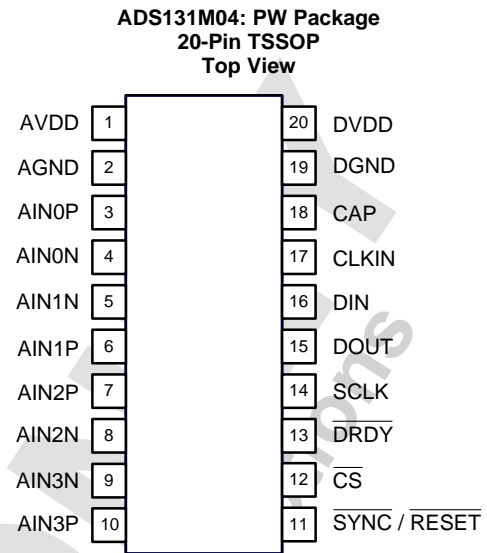 ADS131M04: PW Package
20-Pin TSSOP
Top View
AVDD 1 20 DVDD
AGND 2 19 DGND
AIN0P 3 18 CAP
AIN0N 4 17 CLKIN
AIN1N 5 16 DIN
AIN1P 6 15 DOUT
AIN2P 7 14 SCLK
AIN2N 8 13 DRDY
AIN3N 9 12 CS
AIN3P 10 11 SYNC / RESET